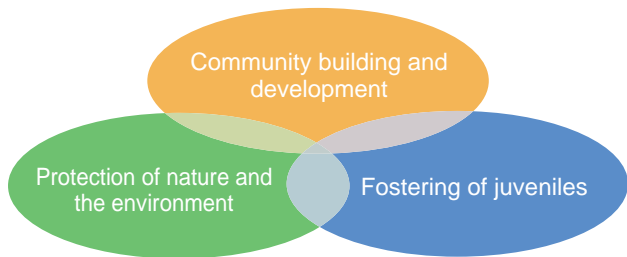 Community building and
development
Protection of nature and
the environment
Fostering of juveniles